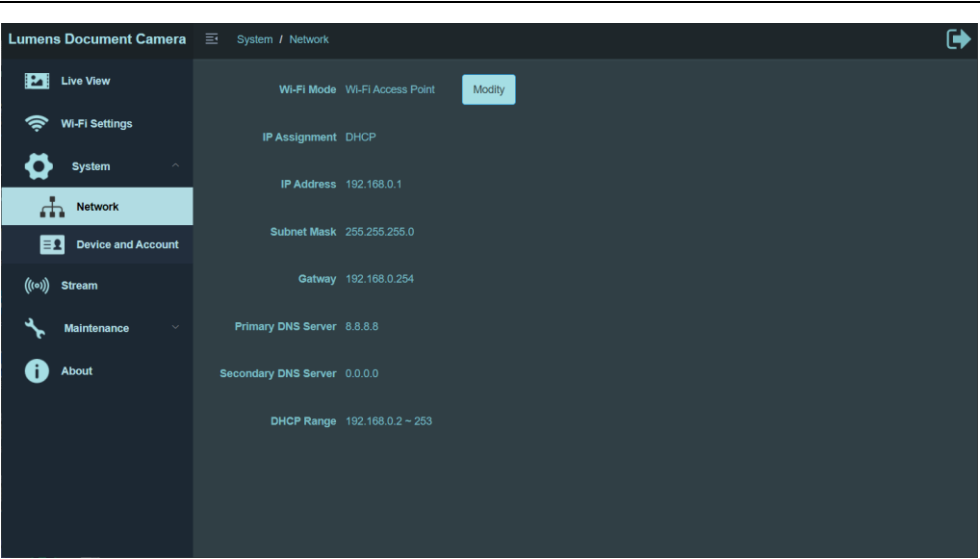 Lumens Document Camera
System / Network
Live View
Wi-Fi Settings
System
Network
Device and Account
Stream
Maintenance
About
Wi-Fi Mode Wi-Fi Access Point Modity
IP Assignment DHCP
IP Address 192.168.0.1
Subnet Mask 255.255.255.0
Gatway 192.168.0.254
Primary DNS Server 8.8.8.8
Secondary DNS Server 0.0.0.0
DHCP Range 192.168.0.2 ~ 253